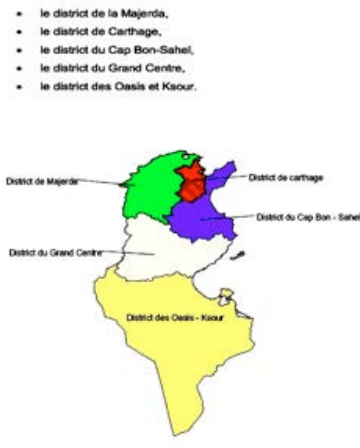 • le district de la Majerda,
• le district de Carthage,
• le district du Cap Bon-Sahel,
• le district du Grand Centre,
• le district des Oasis et Ksour.
District de Majerda
District de carthage
District du Cap Bon - Sahel
District du Grand Centre
District des Oasis - Ksour